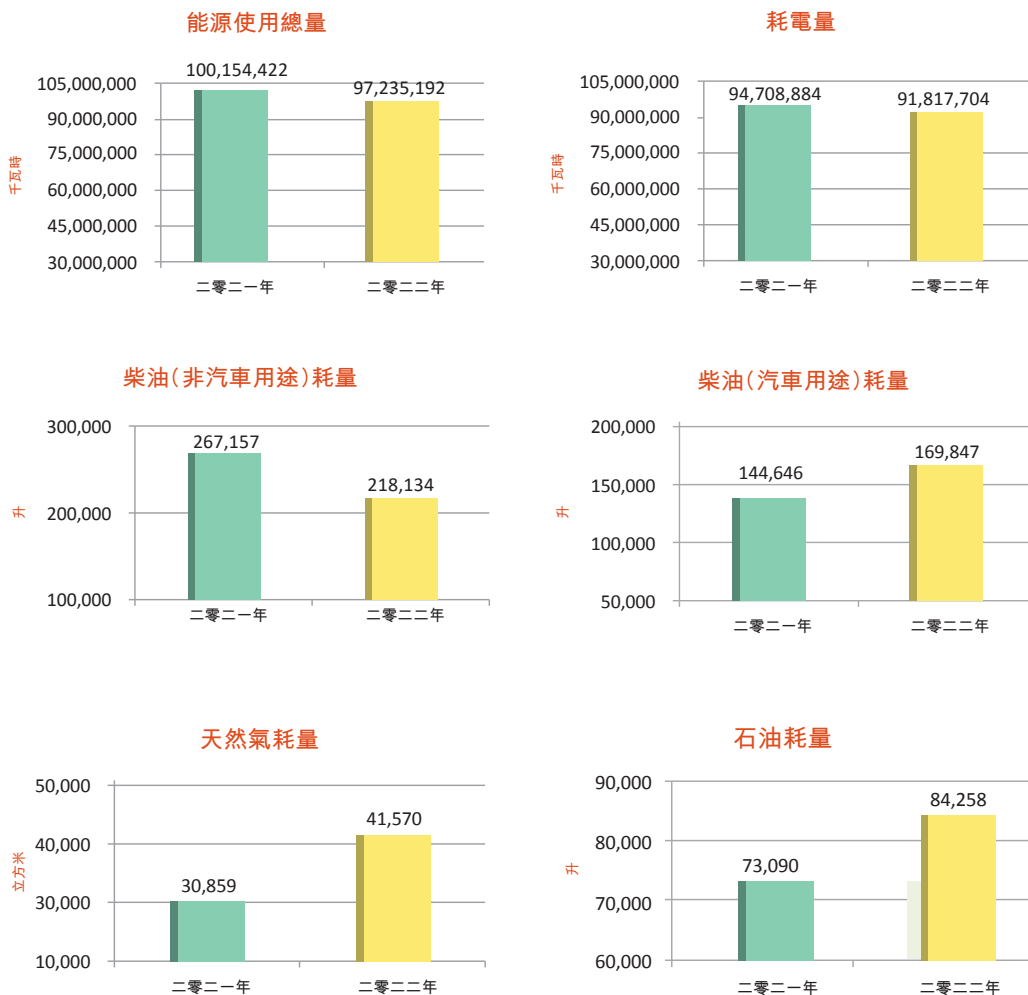 能源使用總量
千瓦時
105,000,000
90,000,000
75,000,000
60,000,000
45,000,000
30,000,000
100,154,422
97,235,192
二零二一年
二零二二年
耗電量
千瓦時
105,000,000
90,000,000
75,000,000
60,000,000
45,000,000
30,000,000
94,708,884
91,817,704
二零二一年
二零二二年
柴油(非汽車用途)耗量
升
300,000
200,000
100,000
267,157
218,134
二零二一年
二零二二年
柴油(汽車用途)耗量
升
200,000
150,000
100,000
50,000
144,646
169,847
二零二一年
二零二二年
天然氣耗量
立方米
50,000
40,000
30,000
10,000
30,859
41,570
二零二一年
二零二二年
石油耗量
升
90,000
80,000
70,000
60,000
73,090
84,258
二零二一年
二零二二年